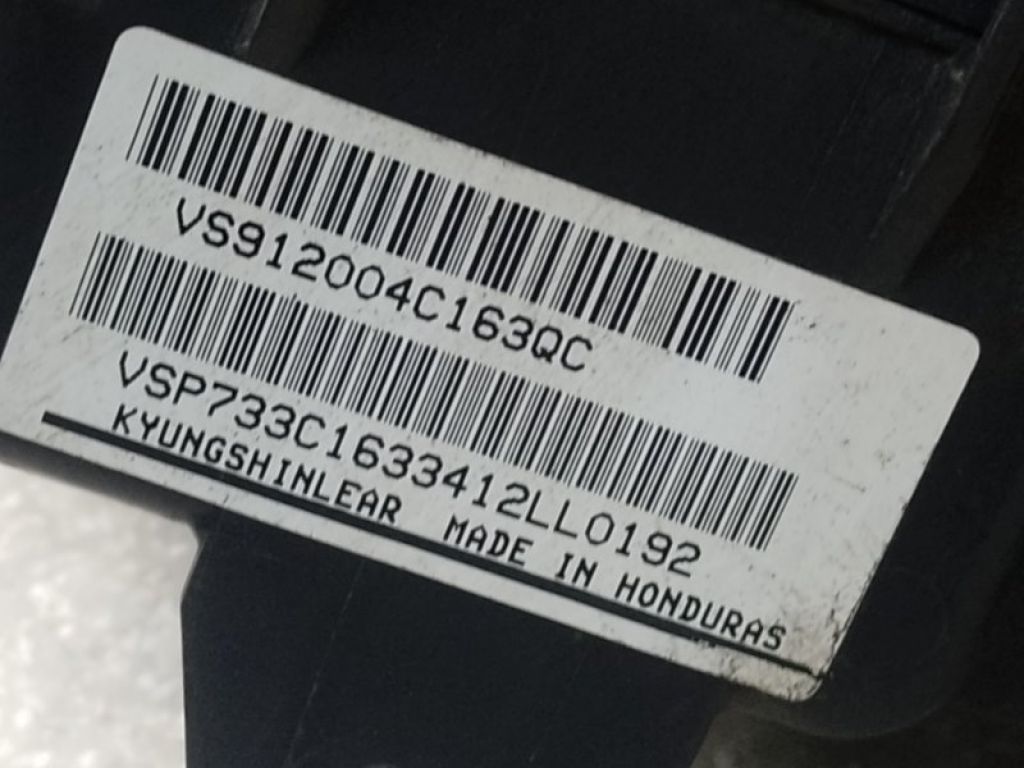 VS912004C163QC
VSP733C1633412LL0192
KYUNGSHINLEAR MADE IN HONDURAS